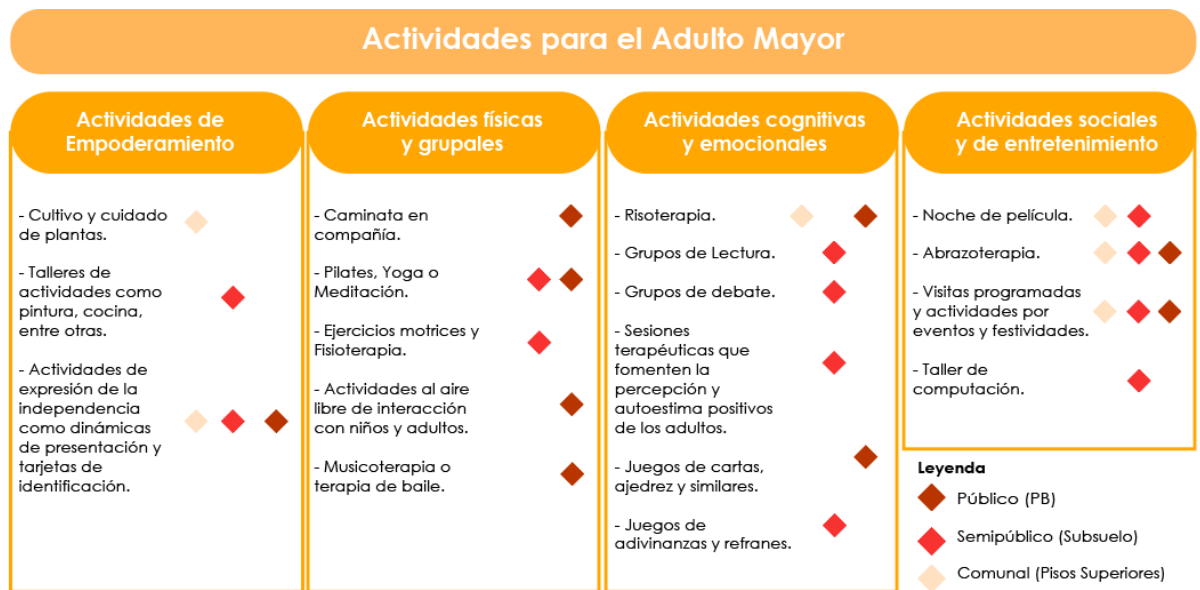 Actividades para el Adulto Mayor
Actividades de
Empoderamiento
- Cultivo y cuidado
de plantas.
- Talleres de
actividades como
pintura, cocina,
entre otras.
- Actividades de
expresión de la
independencia
como dinámicas
de presentación y
tarjetas de
identificación.
Actividades físicas
y grupales
- Caminata en
compañía.
- Pilates, Yoga o
Meditación.
- Ejercicios motrices y
Fisioterapia.
- Actividades al aire
libre de interacción
con niños y adultos.
- Musicoterapia o
terapia de baile.
Actividades cognitivas
y emocionales
- Risoterapia.
- Grupos de Lectura.
- Grupos de debate.
- Sesiones
terapéuticas que
fomenten la
percepción y
autoestima positivos
de los adultos.
- Juegos de cartas,
ajedrez y similares.
- Juegos de
adivinanzas y refranes.
Actividades sociales
y de entretenimiento
- Noche de película.
- Abrazoterapia.
- Visitas programadas
y actividades por
eventos y festividades.
- Taller de
computación.
Leyenda
Público (PB)
Semipúblico (Subsuelo)
Comunal (Pisos Superiores)